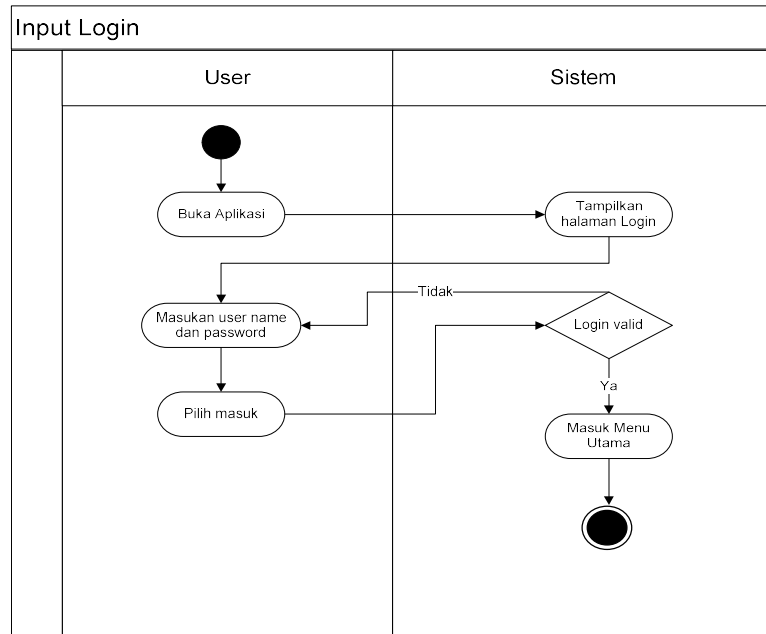 Input Login
User
Sistem
Buka Aplikasi
Tampilkan
halaman Login
Tidak
Masukan user name
dan password
Login valid
Ya
Pilih masuk
Masuk Menu
Utama